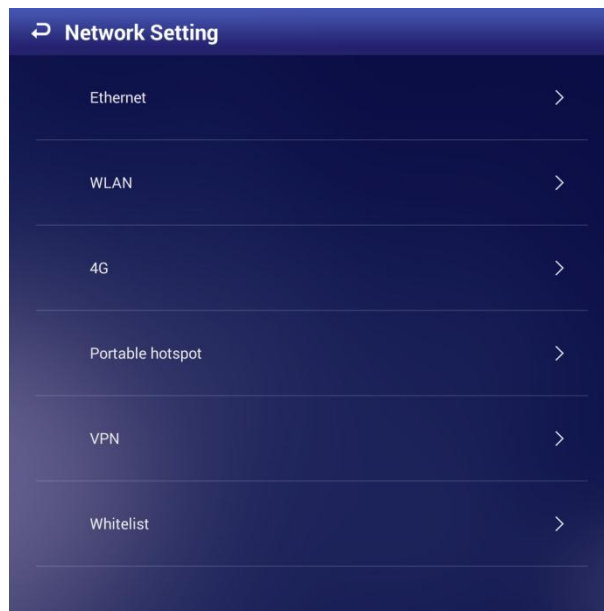 Network Setting
Ethernet
WLAN
4G
Portable hotspot
VPN
Whitelist